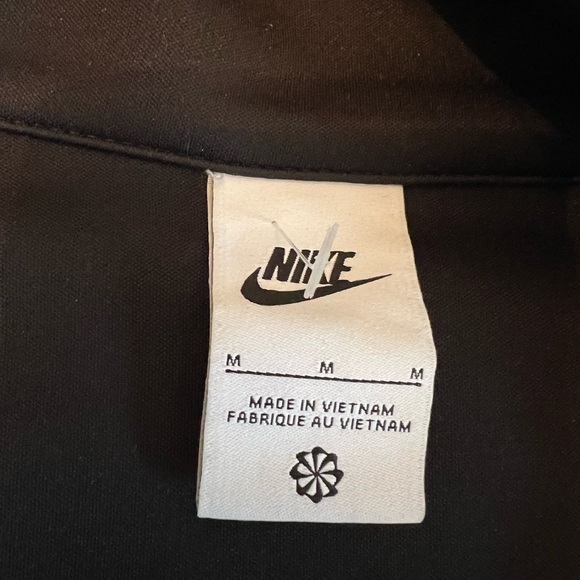 NIKE
M M M
MADE IN VIETNAM
FABRIQUE AU VIETNAM